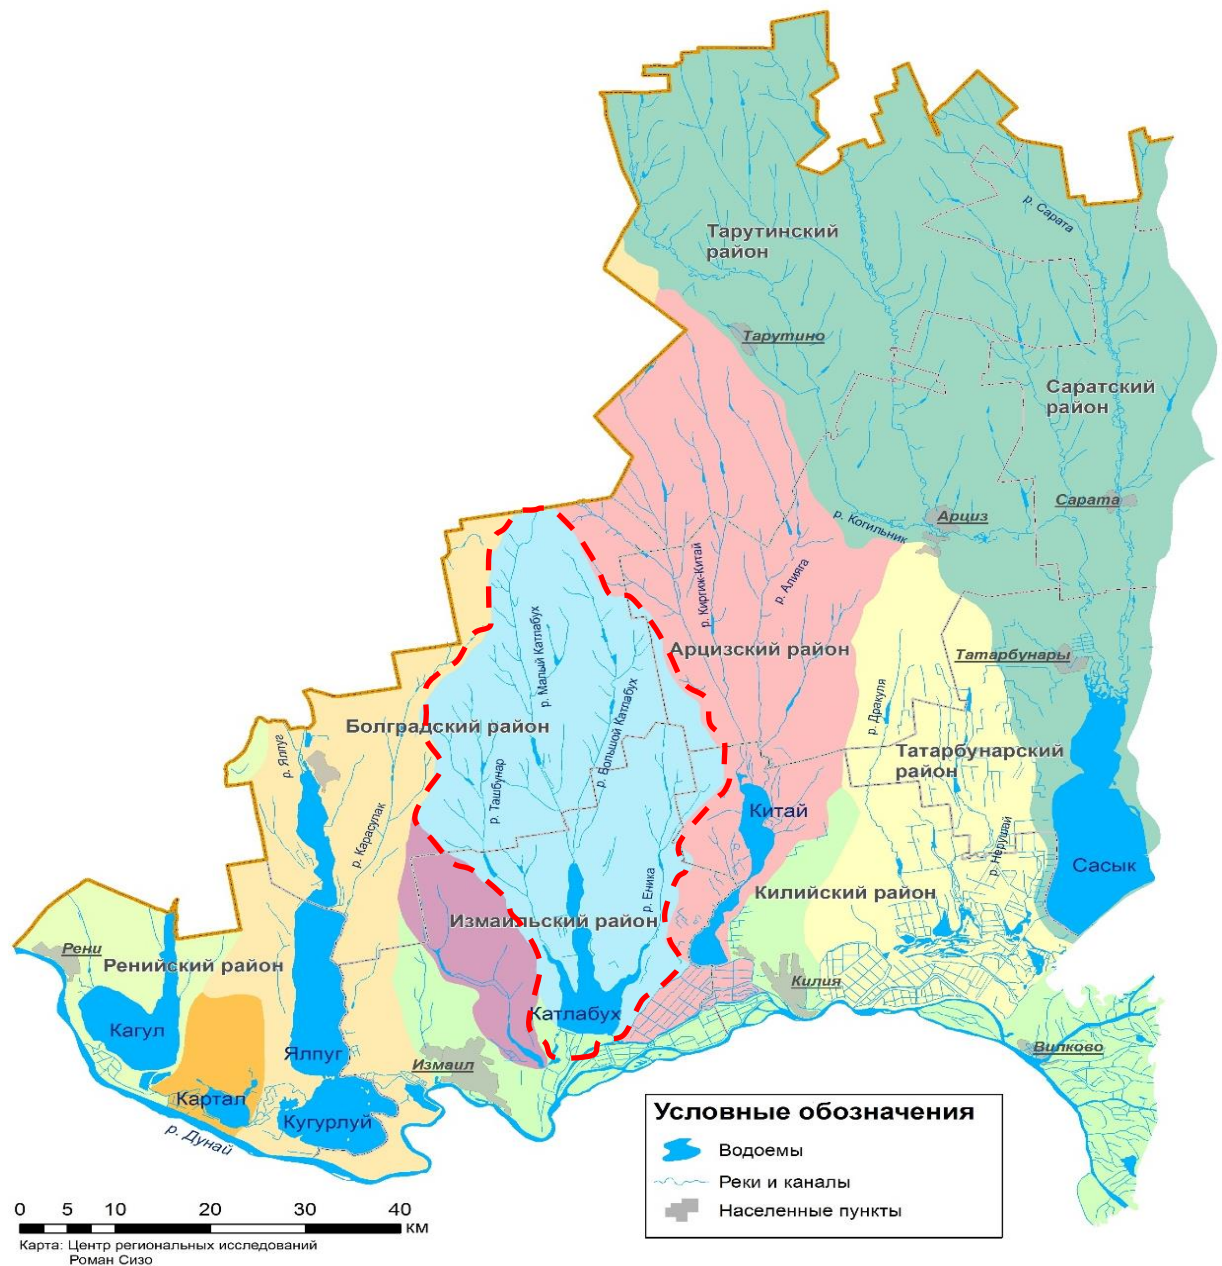 р. Сарата
Тарутинский
район
Тарутино
Саратский
район
Сарата
Арциз
р. Когильник
р. Киргиж-Китай
р. Алияга
Арцизский район
р. Малый Катлабух
Татарбунары
р. Дракуля
р. Большой Катлабух
Болградский район
р. Ялпуг
Татарбунарский
район
р. Ташбунар
Китай
р. Карасулак
р. Нерушай
Сасык
р. Еника
Килийский район
Измаильский район
Рени
Ренийский район
Килия
Катлабух
Кагул
Ялпуг
Вилково
Измаил
Картал
Кугурлуй
р. Дунай
Условные обозначения
Водоемы
Реки и каналы
Населенные пункты
0 5 10 20 30 40
км
Карта: Центр региональных исследований
Роман Сизо